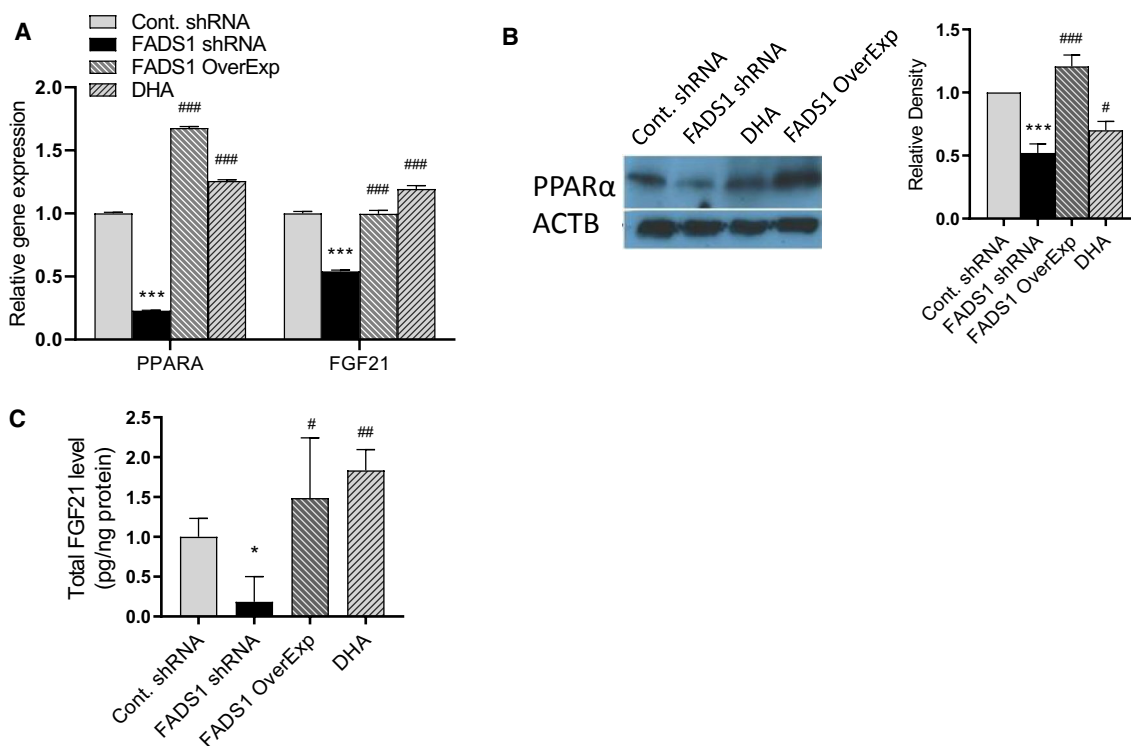 A
Cont. shRNA
FADS1 shRNA
FADS1 OverExp
DHA
Relative gene expression
2.0
1.5
1.0
0.5
0.0
***
###
###
***
###
###
PPARA
FGF21
B
Cont. shRNA
FADS1 shRNA
DHA
FADS1 OverExp
PPARα
ACTB
Relative Density
1.5
1.0
0.5
0.0
***
###
#
Cont. shRNA
FADS1 shRNA
FADS1 OverExp
DHA
C
Total FGF21 level
(pg/ng protein)
2.5
2.0
1.5
1.0
0.5
0.0
*
#
##
Cont. shRNA
FADS1 shRNA
FADS1 OverExp
DHA